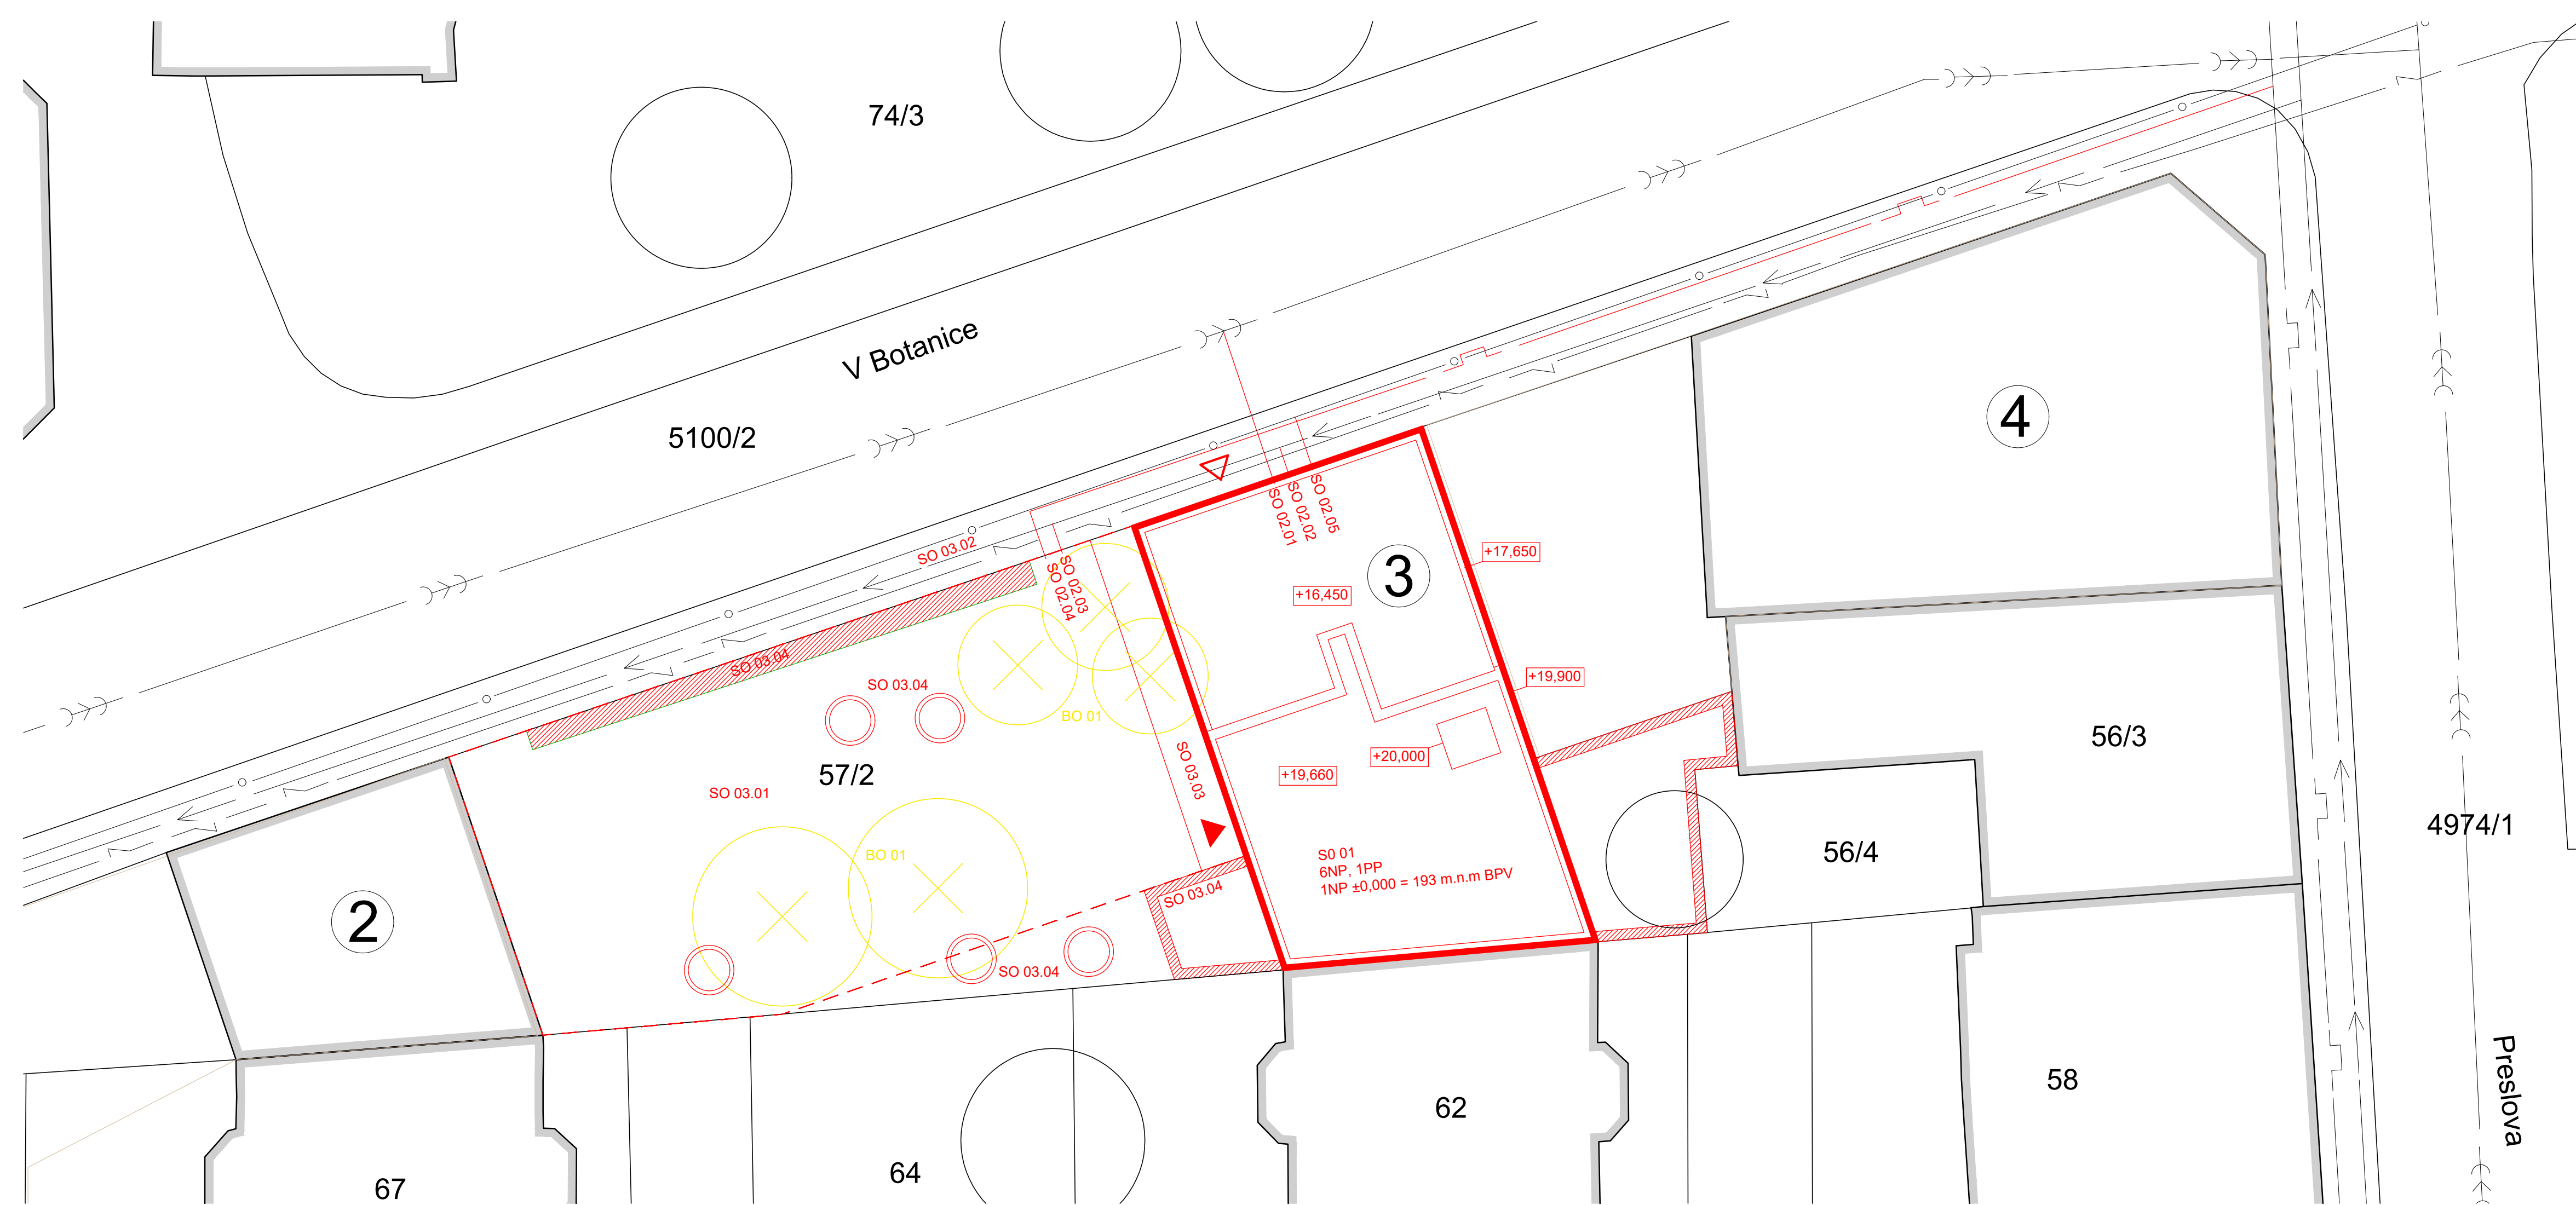 74/3
V Botanice
5100/2
4
SO 02.05
SO 02.02
SO 02.01
SO 03.02
+17,650
3
SO 02.03
SO 02.04
+16,450
SO 03.04
+19,900
SO 03.04
BO 01
56/3
+20,000
SO 03.03
57/2
+19,660
SO 03.01
4974/1
BO 01
S0 01
6NP, 1PP
1NP ±0,000 = 193 m.n.m BPV
56/4
SO 03.04
2
SO 03.04
58
Preslova
62
64
67